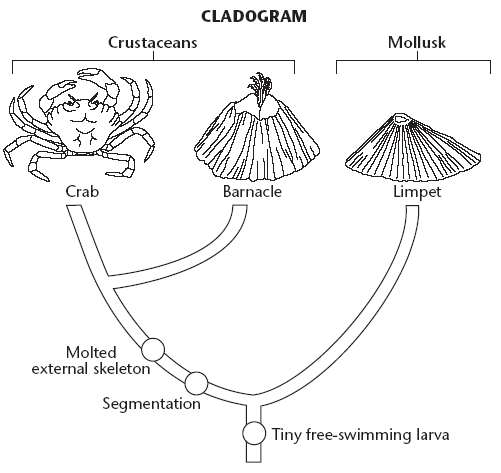 CLADOGRAM
Crustaceans
Mollusk
Crab
Barnacle
Limpet
Molted
external skeleton
Segmentation
Tiny free-swimming larva